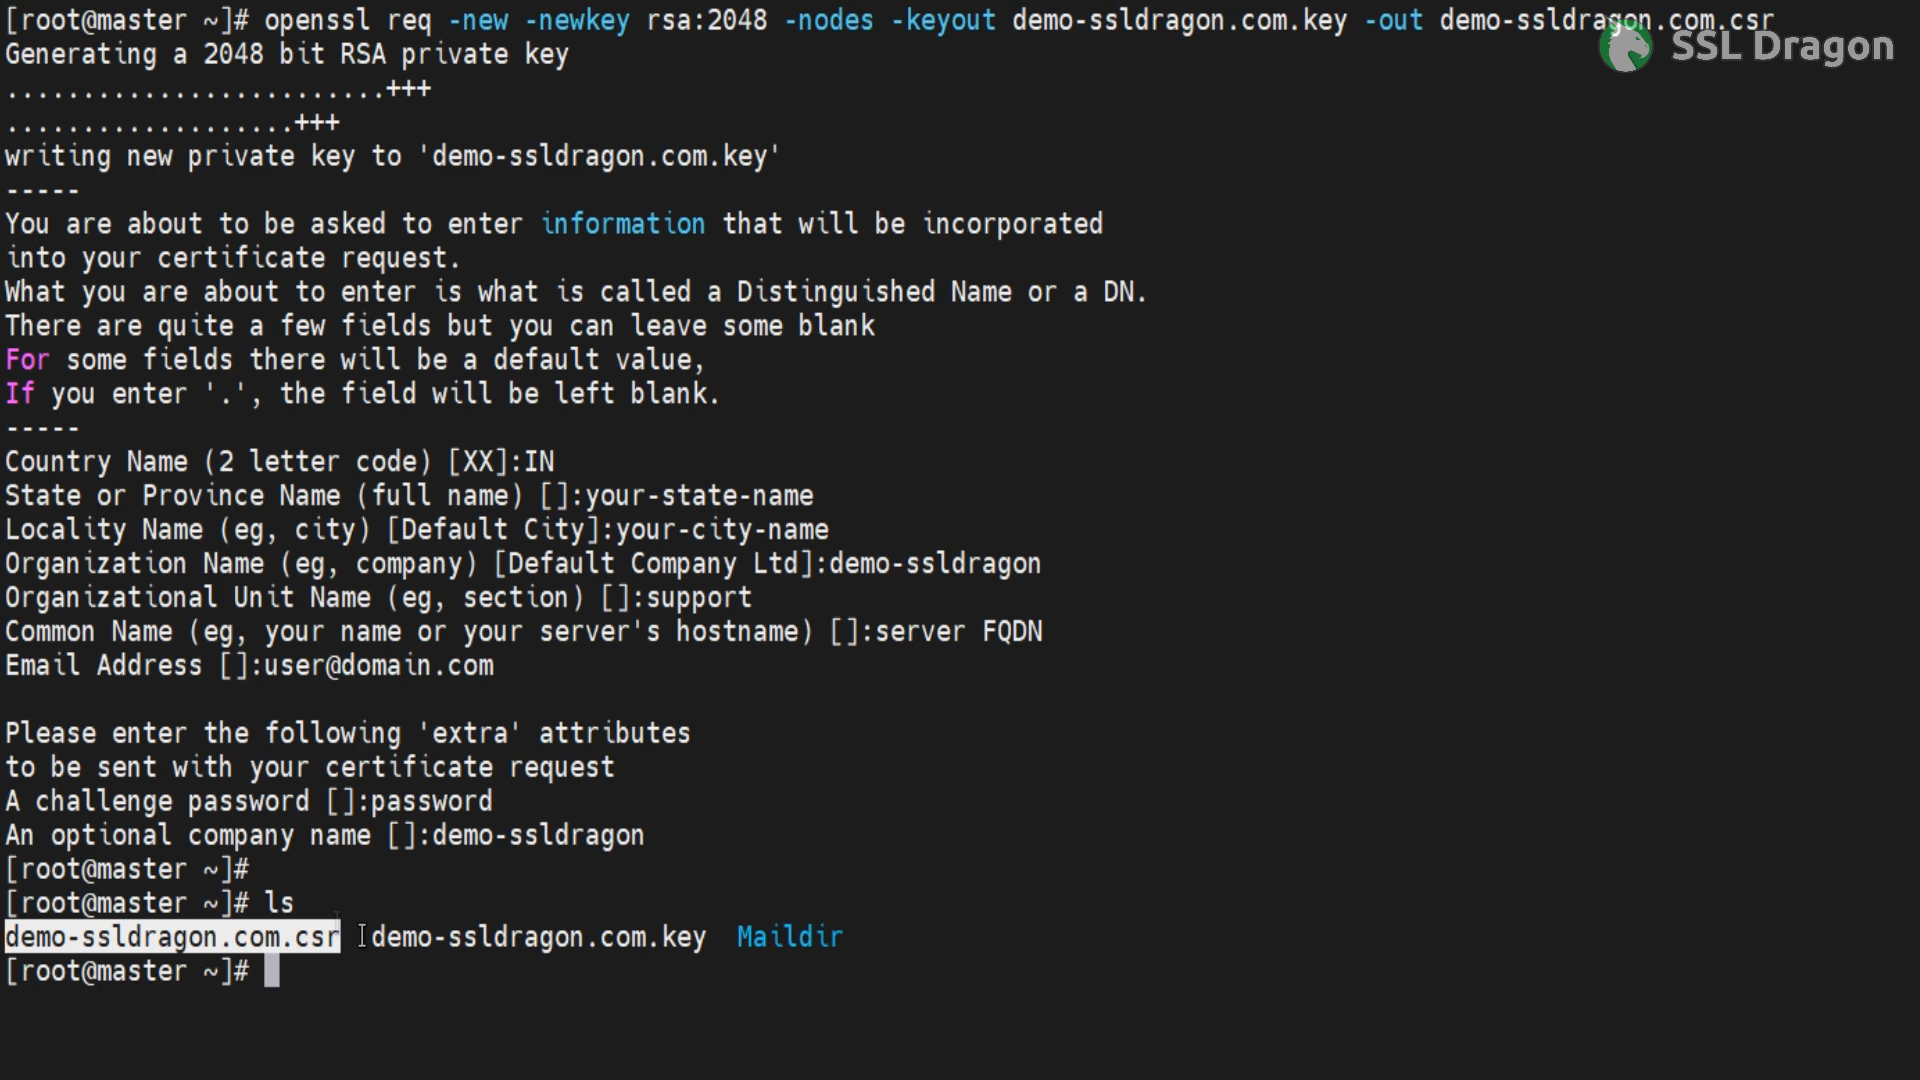 [root@master ~]# openssl req -new -newkey rsa:2048 -nodes -keyout demo-ssldragon.com.key -out demo-ssldragon.com.csr
SSL Dragon
Generating a 2048 bit RSA private key
.........................+++
...................+++
writing new private key to 'demo-ssldragon.com.key'
-----
You are about to be asked to enter information that will be incorporated
into your certificate request.
What you are about to enter is what is called a Distinguished Name or a DN.
There are quite a few fields but you can leave some blank
For some fields there will be a default value,
If you enter '.', the field will be left blank.
-----
Country Name (2 letter code) [XX]:IN
State or Province Name (full name) []:your-state-name
Locality Name (eg, city) [Default City]:your-city-name
Organization Name (eg, company) [Default Company Ltd]:demo-ssldragon
Organizational Unit Name (eg, section) []:support
Common Name (eg, your name or your server's hostname) []:server FQDN
Email Address []:user@domain.com
Please enter the following 'extra' attributes
to be sent with your certificate request
A challenge password []:password
An optional company name []:demo-ssldragon
[root@master ~]#
[root@master ~]# ls
demo-ssldragon.com.csr demo-ssldragon.com.key Maildir
[root@master ~]#